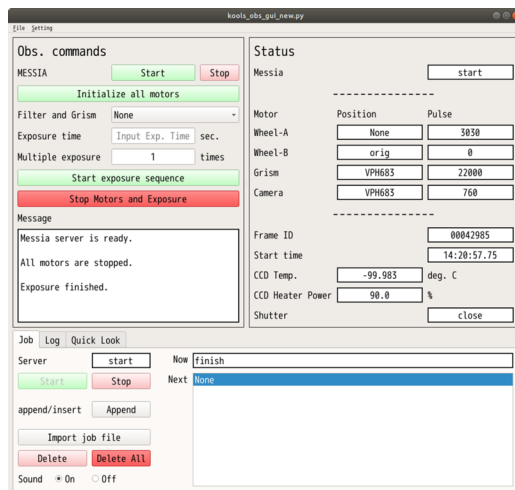 kools_obs_gui_new.py
File Setting
Obs. commands
MESSIA Start Stop
Initialize all motors
Filter and Grism None
Exposure time Input Exp. Time sec.
Multiple exposure 1 times
Start exposure sequence
Stop Motors and Exposure
Message
Messia server is ready.
All motors are stopped.
Exposure finished.
Status
Messia start
--------------
Motor Position Pulse
Wheel-A None 3030
Wheel-B orig 0
Grism VPH683 22000
Camera VPH683 760
--------------
Frame ID 00042985
Start time 14:20:57.75
CCD Temp. -99.983 deg. C
CCD Heater Power 90.0 %
Shutter close
Job Log Quick Look
Server start Now finish
Start Stop Next None
append/insert Append
Import job file
Delete Delete All
Sound On Off